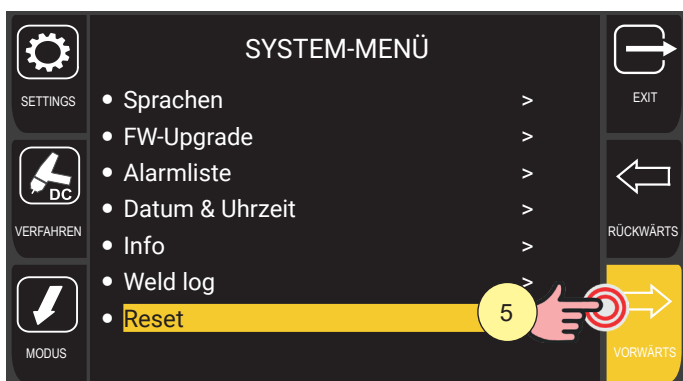 SYSTEM-MENÜ
SETTINGS
DC
VERFAHREN
MODUS
Sprachen >
FW-Upgrade >
Alarmliste >
Datum & Uhrzeit >
Info >
Weld log >
Reset
5
EXIT
RÜCKWÄRTS
VORWÄRTS